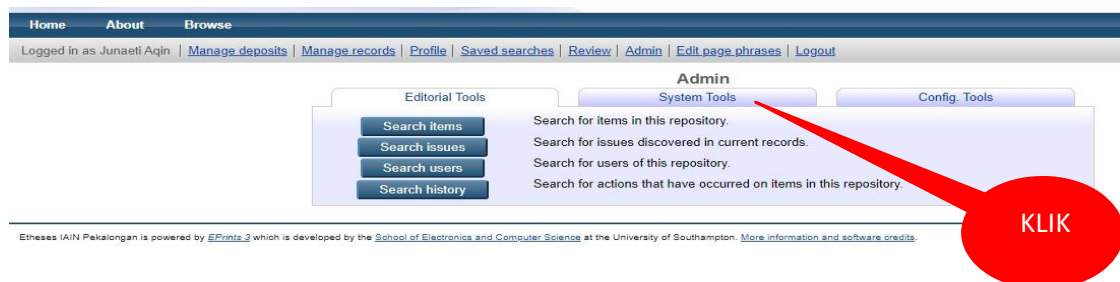 Home About Browse
Logged in as Junaeti Aqin | Manage deposits | Manage records | Profile | Saved searches | Review | Admin | Edit page phrases | Logout
Admin
Editorial Tools System Tools Config. Tools
Search items Search for items in this repository.
Search issues Search for issues discovered in current records.
Search users Search for users of this repository.
Search history Search for actions that have occurred on items in this repository.
KLIK
Etheses IAIN Pekalongan is powered by EPrints 3 which is developed by the School of Electronics and Computer Science at the University of Southampton. More information and software credits.